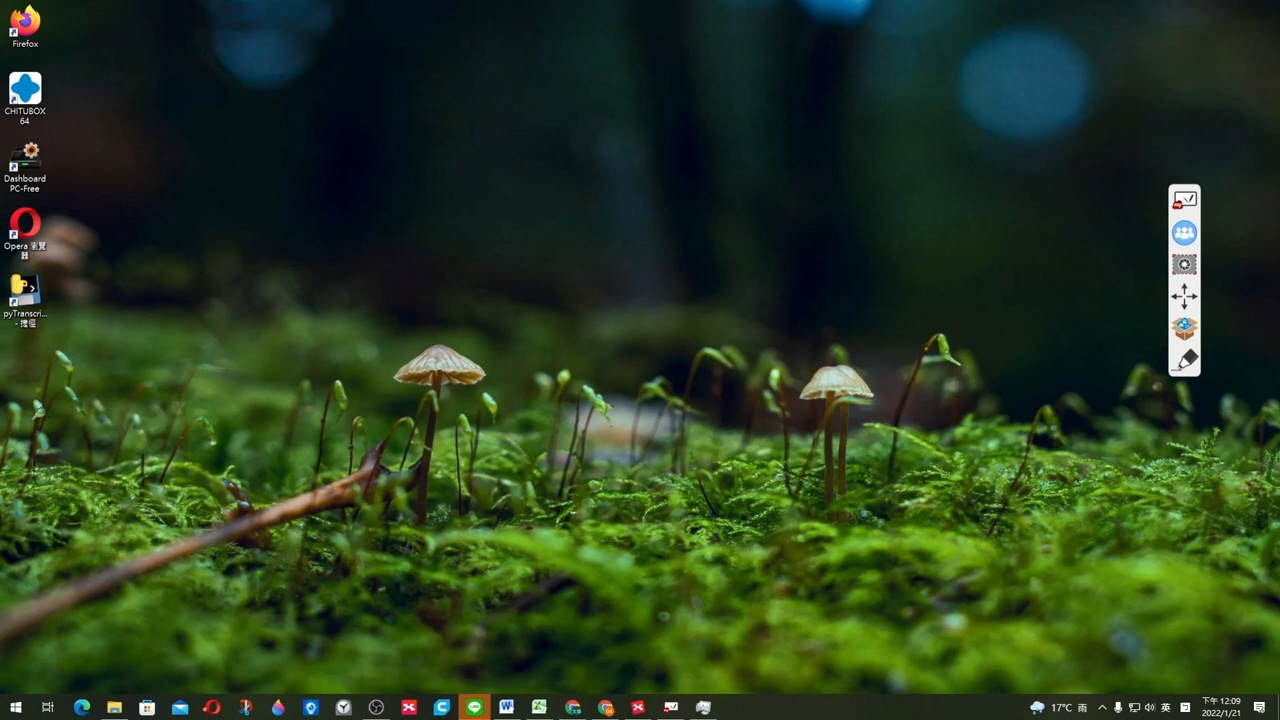 Firefox
CHITUBOX
64
Dashboard
PC-Free
Opera 瀏覽
器
pyTranscri...
- 捷徑
17°C 雨
英
下午 12:09
2022/1/21